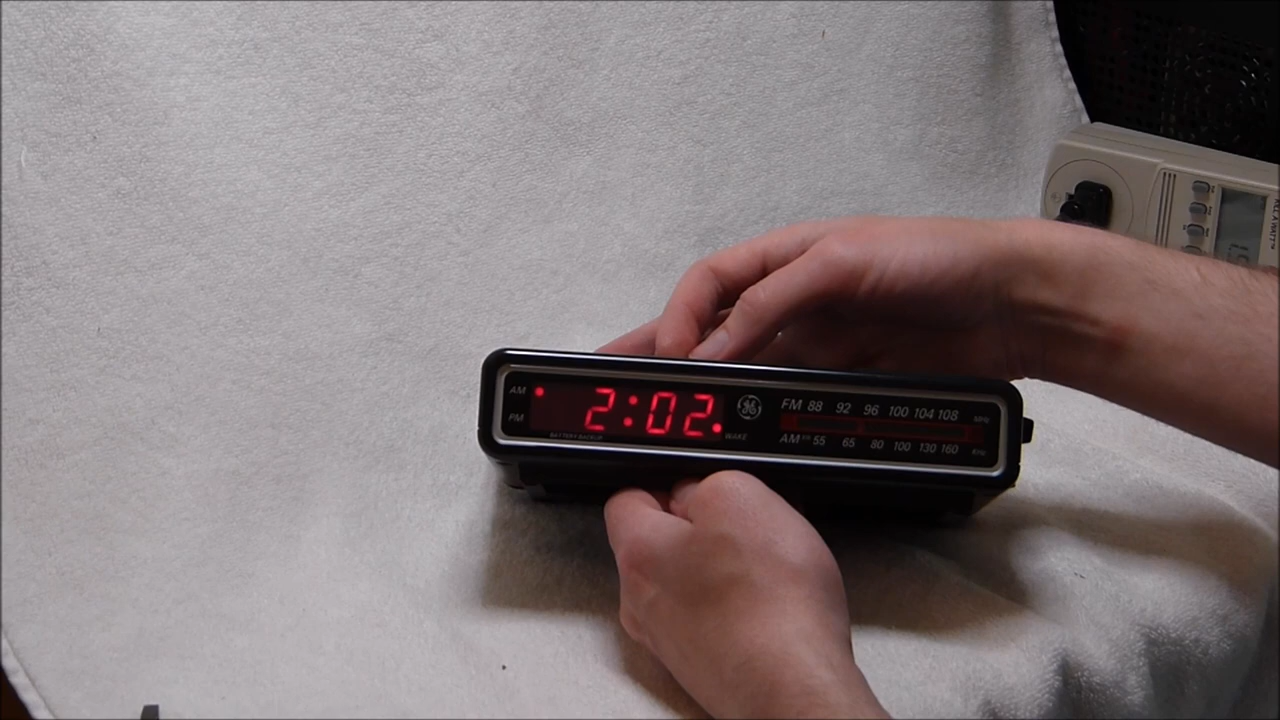 AM
PM
2:02
BATTERY BACKUP
WAKE
GE
FM 88 92 96 100 104 108 MHz
AM 55 65 80 100 130 160 KHz